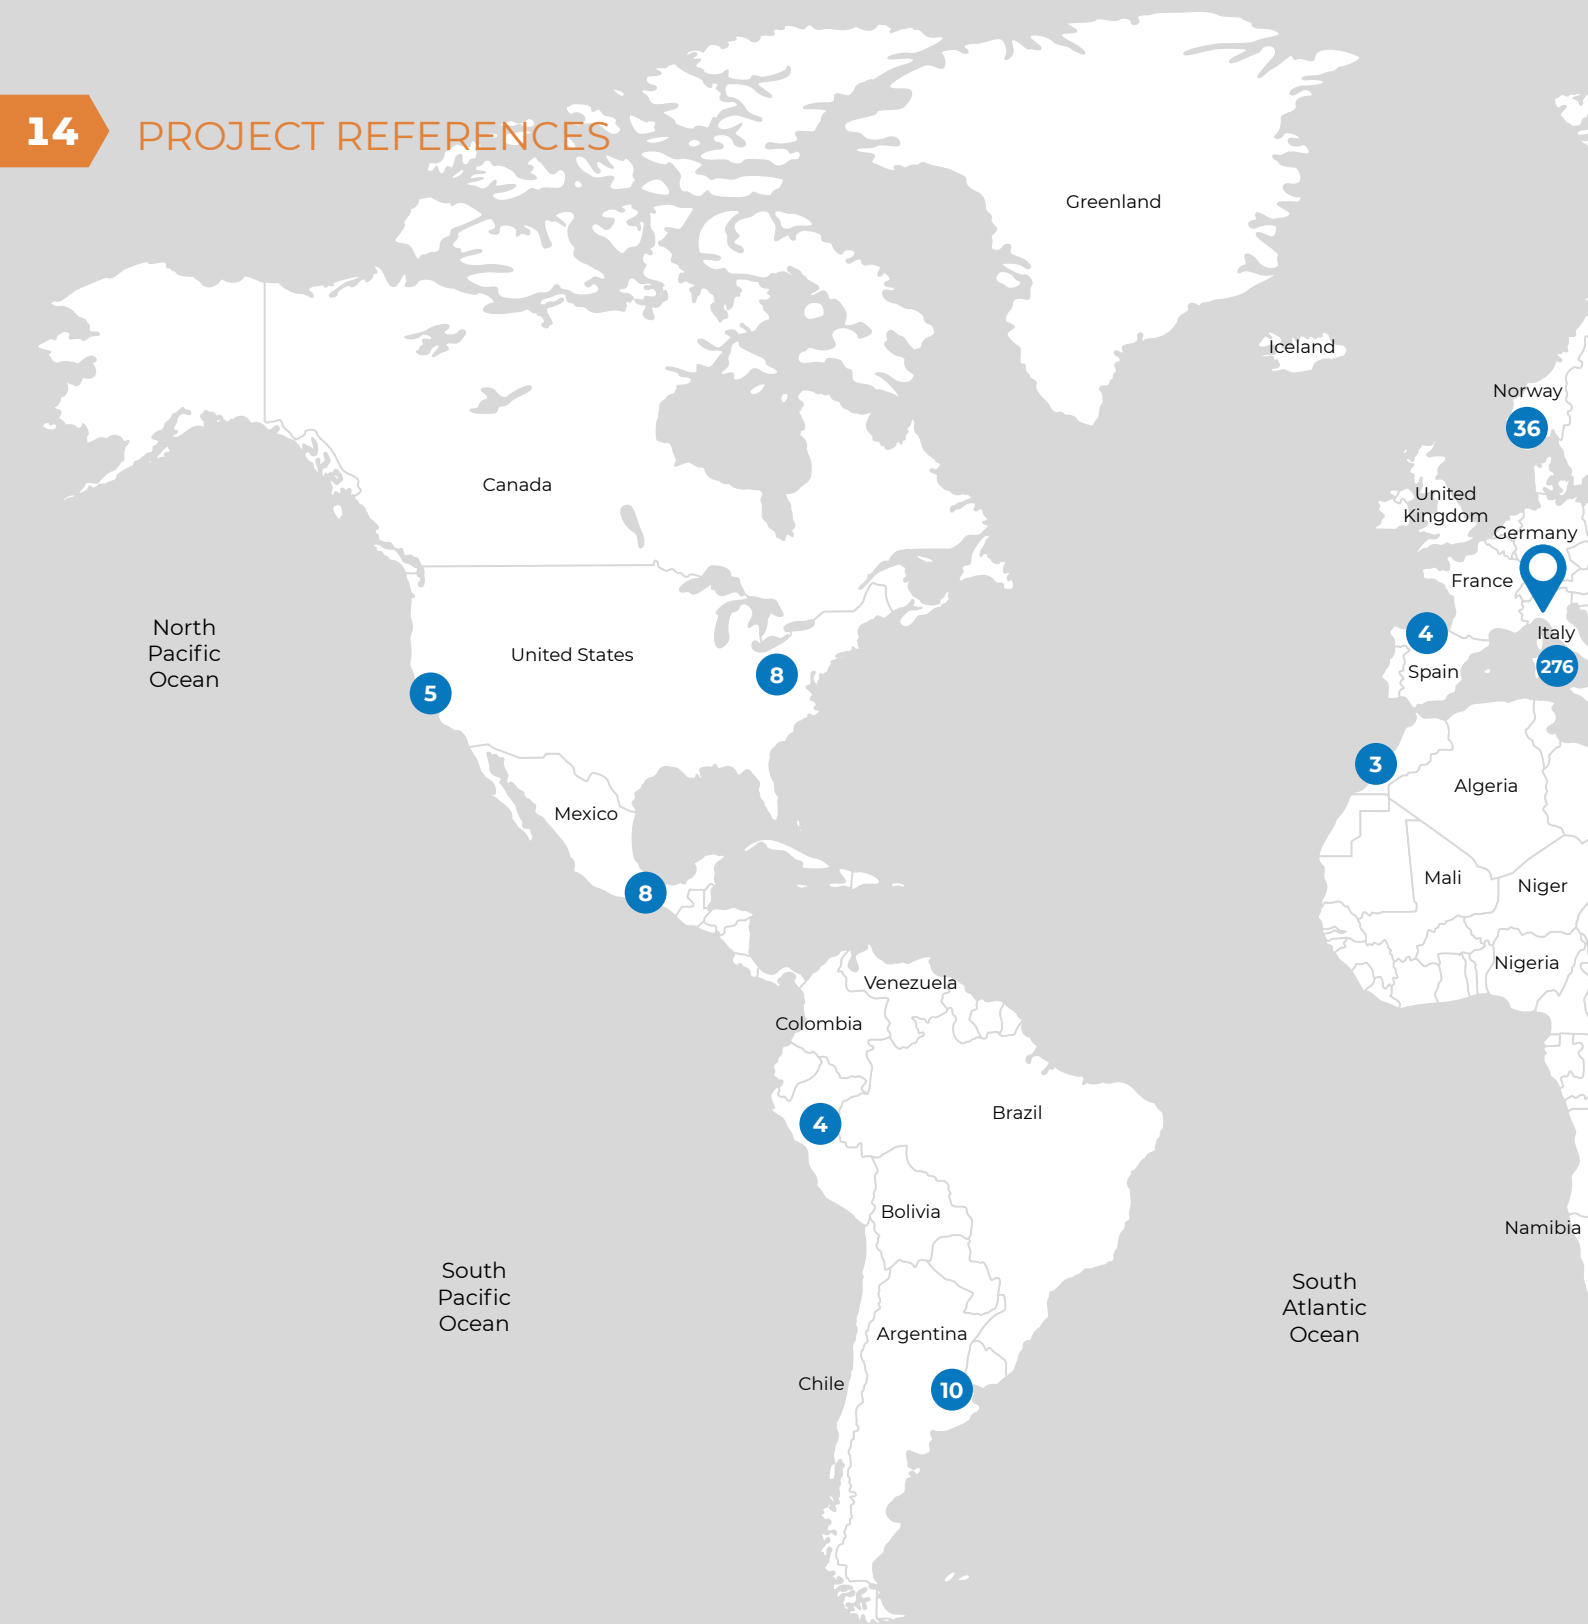 14
PROJECT REFERENCES
Greenland
Iceland
Norway
36
Canada
United
Kingdom
Germany
France
North
Pacific
Ocean
United States
5
8
4
Spain
Italy
276
3
Algeria
Mexico
8
Mali
Niger
Nigeria
Venezuela
Colombia
4
Brazil
Bolivia
Namibia
South
Pacific
Ocean
South
Atlantic
Ocean
Argentina
Chile
10